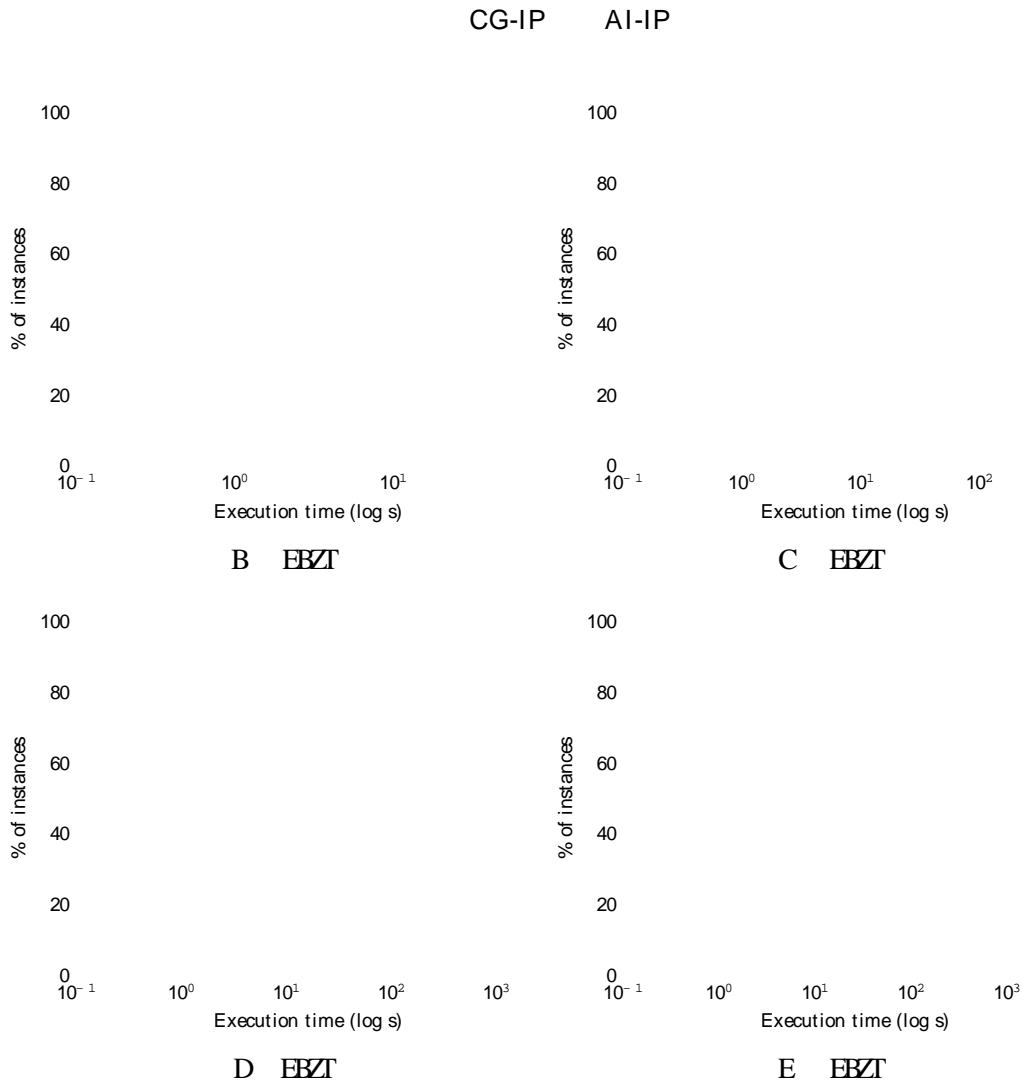 CG-IP AI-IP
100
80
60
40
20
0
% of instances
10⁻¹ 10⁰ 10¹
Execution time (log s)
B EBZT
100
80
60
40
20
0
% of instances
10⁻¹ 10⁰ 10¹ 10²
Execution time (log s)
C EBZT
100
80
60
40
20
0
% of instances
10⁻¹ 10⁰ 10¹ 10² 10³
Execution time (log s)
D EBZT
100
80
60
40
20
0
% of instances
10⁻¹ 10⁰ 10¹ 10² 10³
Execution time (log s)
E EBZT